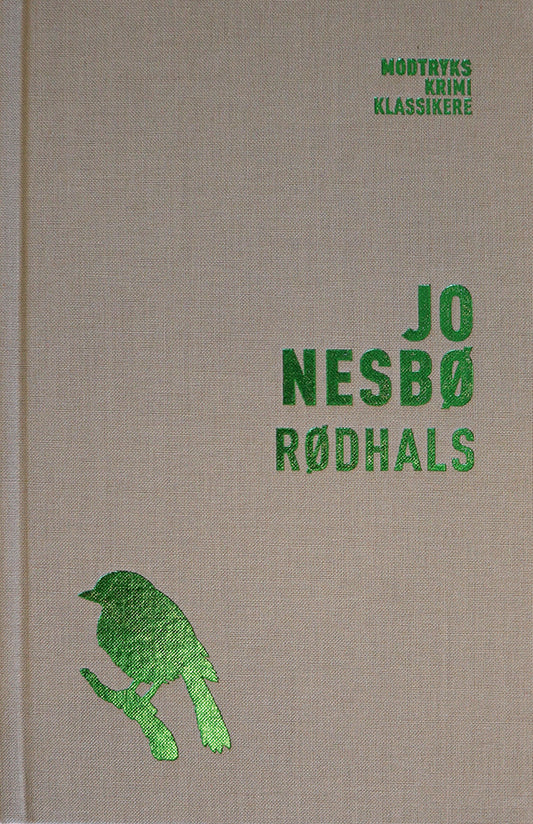 MODTRYKS
KRIMI
KLASSIKERE
JO
NESBØ
RØDHALS